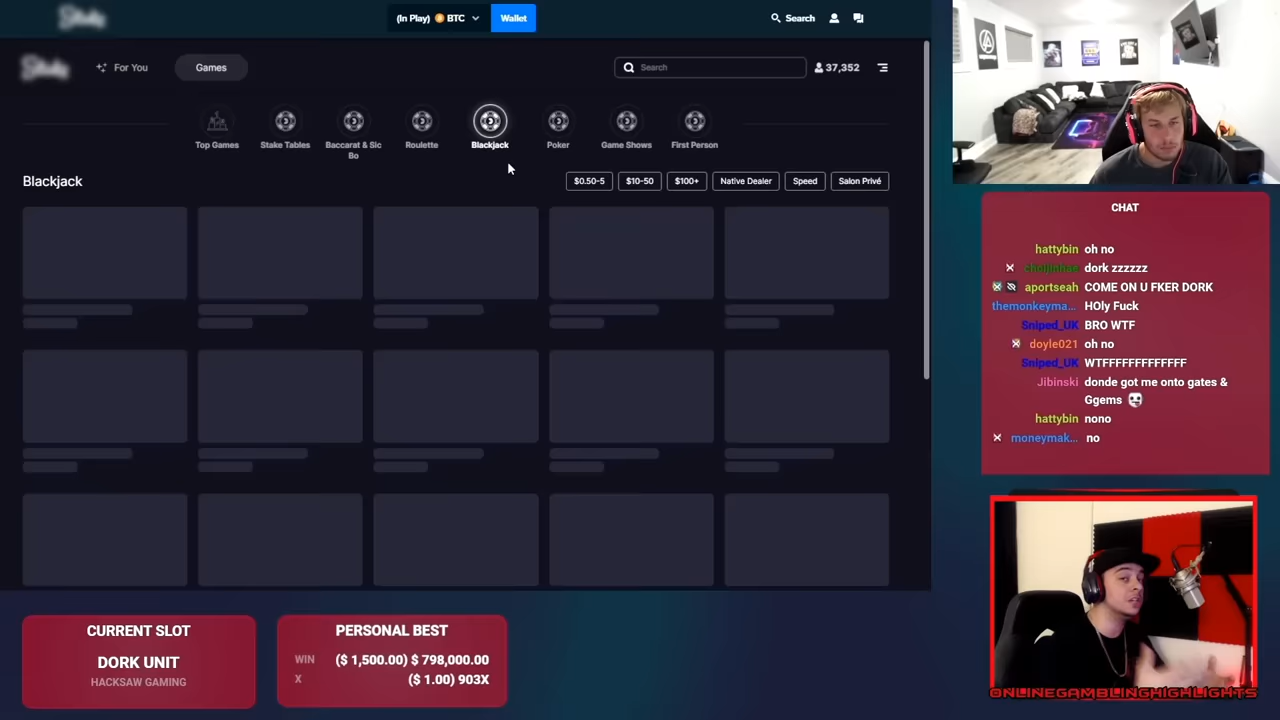 (In Play) BTC
Wallet
Search
For You
Games
Search
37,352
Top Games
Stake Tables
Baccarat & Sic
Bo
Roulette
Blackjack
Poker
Game Shows
First Person
Blackjack
$0.50-5
$10-50
$100+
Native Dealer
Speed
Salon Privé
CHAT
hattybin oh no
choijinhae dork zzzzzz
aportseah COME ON U FKER DORK
themonkeyma... HOly Fuck
Sniped_UK BRO WTF
doyle021 oh no
Sniped_UK WTFFFFFFFFFFFF
Jibinski donde got me onto gates &
Ggems
hattybin nono
moneymak... no
CURRENT SLOT
DORK UNIT
HACKSAW GAMING
PERSONAL BEST
WIN ($ 1,500.00) $ 798,000.00
X ($ 1.00) 903X
ONLINEGAMBLINGHIGHLIGHTS